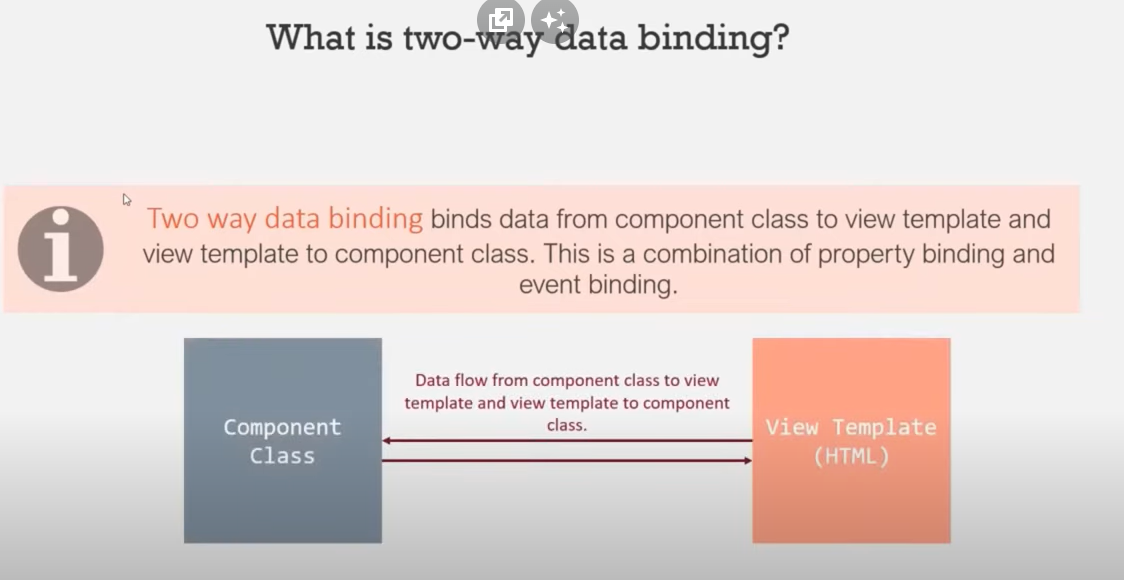 What is two-way data binding?
Two way data binding binds data from component class to view template and
view template to component class. This is a combination of property binding and
event binding.
Data flow from component class to view
template and view template to component
class.
Component
Class
View Template
(HTML)